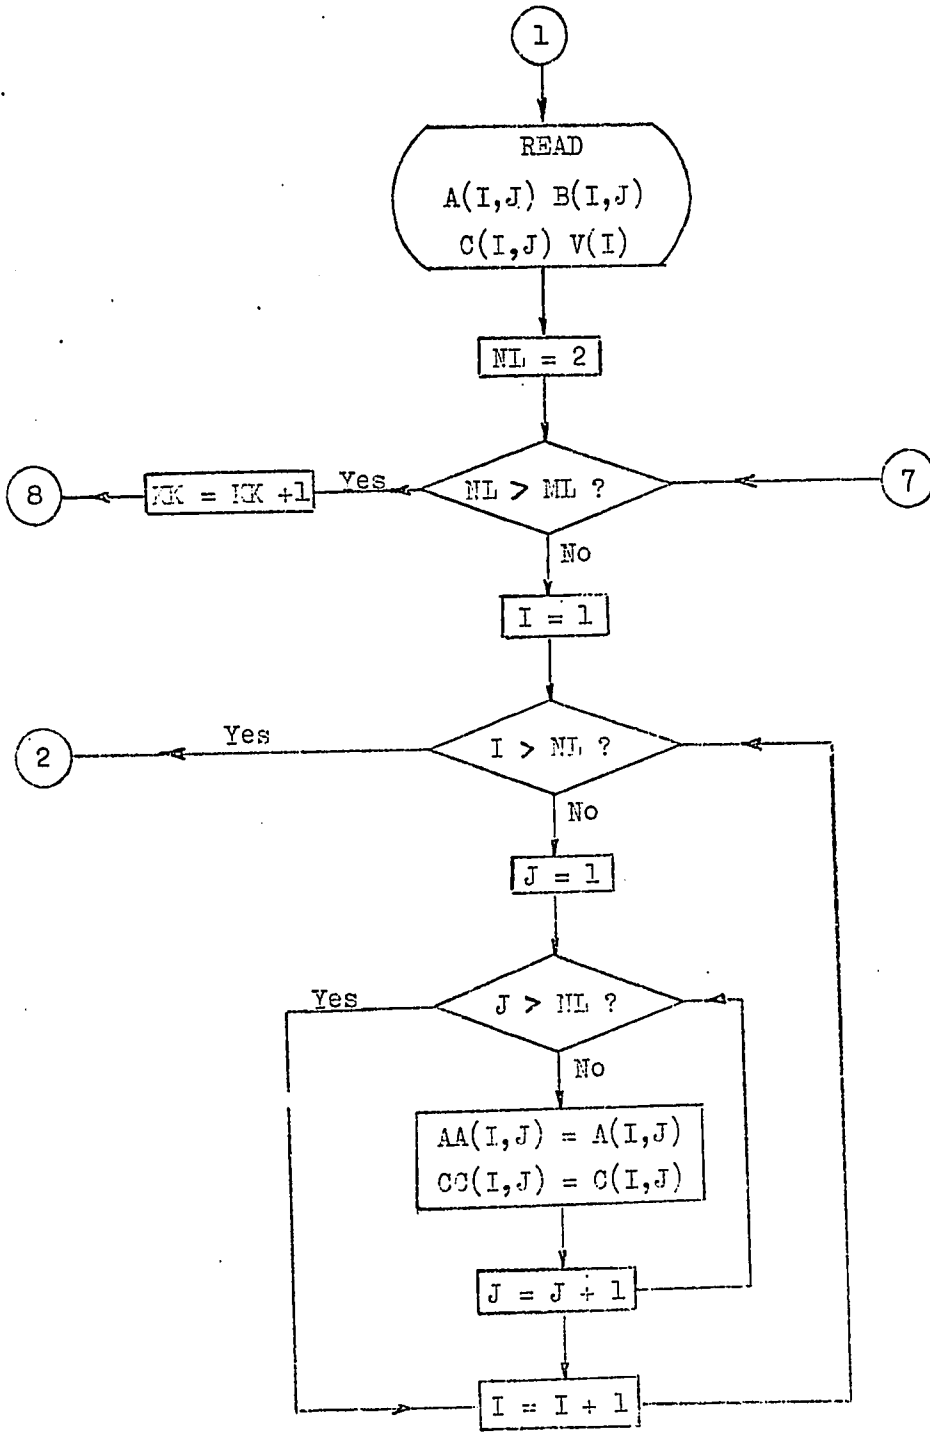 1
READ
A(I,J) B(I,J)
C(I,J) V(I)
NL = 2
8
KK = KK +1
Yes
NL > ML ?
7
No
I = 1
2
Yes
I > NL ?
No
J = 1
Yes
J > NL ?
No
AA(I,J) = A(I,J)
CC(I,J) = C(I,J)
J = J + 1
I = I + 1